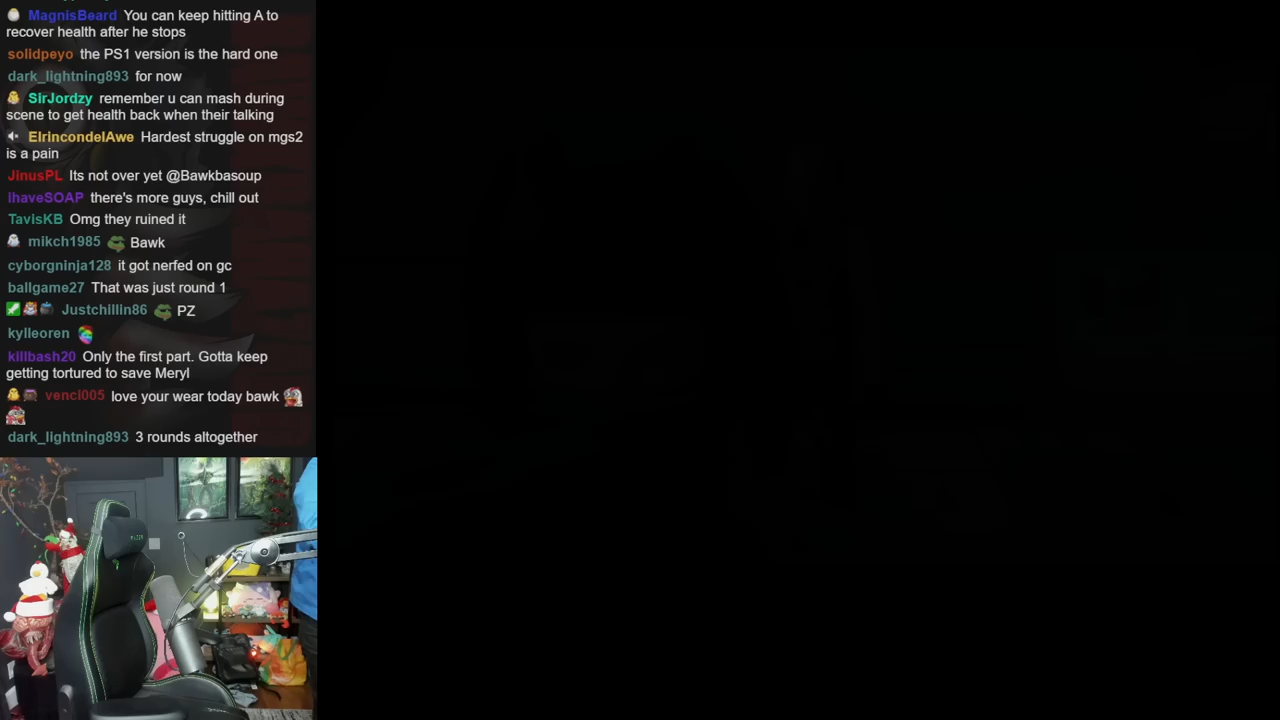 MagnisBeard You can keep hitting A to
recover health after he stops
solidpeyo the PS1 version is the hard one
dark_lightning893 for now
SirJordzy remember u can mash during
scene to get health back when their talking
ElrincondelAwe Hardest struggle on mgs2
is a pain
JinusPL Its not over yet @Bawkbasoup
IhaveSOAP there's more guys, chill out
TavisKB Omg they ruined it
mikch1985 Bawk
cyborgninja128 it got nerfed on gc
ballgame27 That was just round 1
Justchillin86 PZ
kylleoren
killbash20 Only the first part. Gotta keep
getting tortured to save Meryl
venci005 love your wear today bawk
dark_lightning893 3 rounds altogether